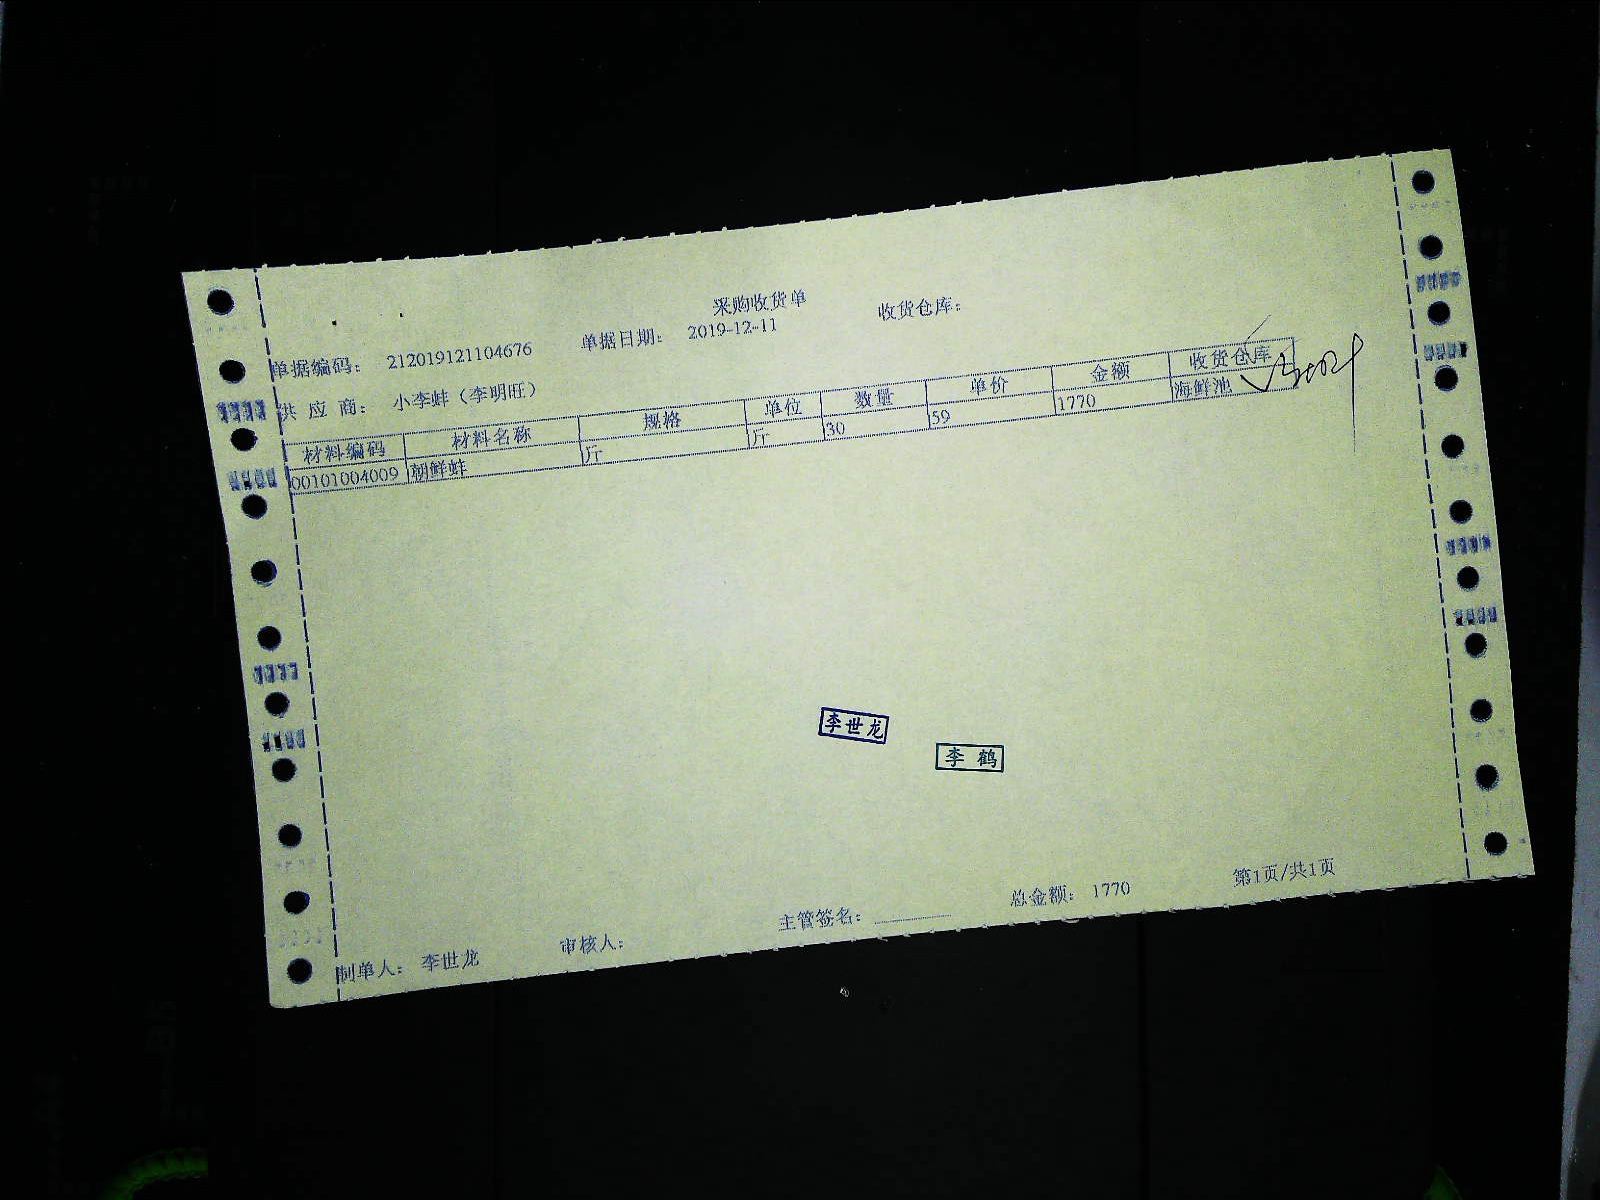 采购收货单
单据编码： 212019121104676 单据日期： 2019-12-11 收货仓库：
供 应 商： 小李蚌（李明旺）
材料编码 材料名称 规格 单位 数量 单价 金额 收货仓库
00101004009 朝鲜蚌 斤 斤 30 59 1770 海鲜池
李世龙
李 鹤
制单人： 李世龙 审核人： 主管签名： 总金额： 1770 第1页/共1页